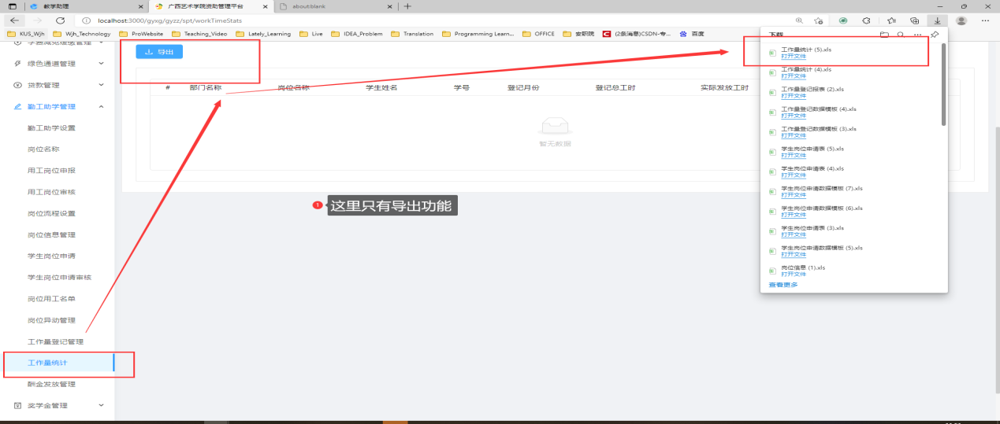 教学助理
广西艺术学院资助管理平台
about:blank
localhost:3000/gyxg/gyzz/spt/workTimeStats
KUS_Wjh
Wjh_Technology
ProWebsite
Teaching_Video
Lately_Learning
Live
IDEA_Problem
Translation
Programming Learn...
OFFICE
安职院
(2条消息)CSDN-专...
百度
绿色通道管理
贷款管理
勤工助学管理
勤工助学设置
岗位名称
用工岗位申报
用工岗位审核
岗位流程设置
岗位信息管理
学生岗位申请
学生岗位申请审核
岗位用工名单
岗位异动管理
工作量登记管理
工作量统计
酬金发放管理
奖学金管理
导出
# 部门名称 岗位名称 学生姓名 学号 登记月份 登记总工时 实际发放工时
暂无数据
1 这里只有导出功能
下载
工作量统计 (5).xls
打开文件
工作量统计 (4).xls
打开文件
工作量登记报表 (2).xls
打开文件
工作量登记数据模板 (4).xls
打开文件
工作量登记数据模板 (3).xls
打开文件
学生岗位申请表 (5).xls
打开文件
学生岗位申请表 (4).xls
打开文件
学生岗位申请数据模板 (7).xls
打开文件
学生岗位申请数据模板 (6).xls
打开文件
学生岗位申请表 (3).xls
打开文件
学生岗位申请数据模板 (5).xls
打开文件
岗位信息 (1).xls
打开文件
查看更多